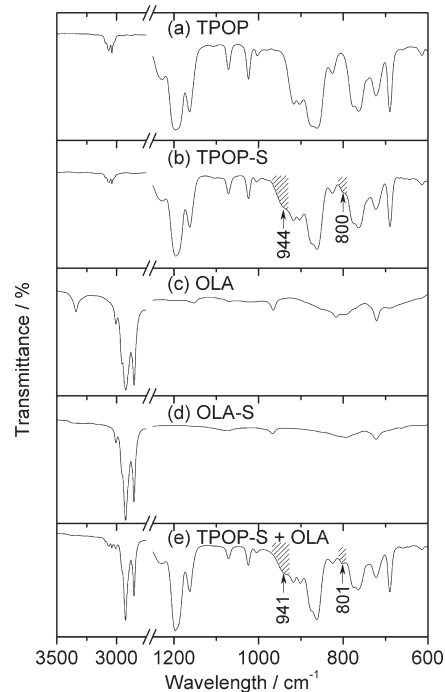 (a) TPOP
(b) TPOP-S
944
800
(c) OLA
(d) OLA-S
(e) TPOP-S + OLA
941
801
Transmittance / %
3500 3000 1200 1000 800 600
Wavelength / cm⁻¹